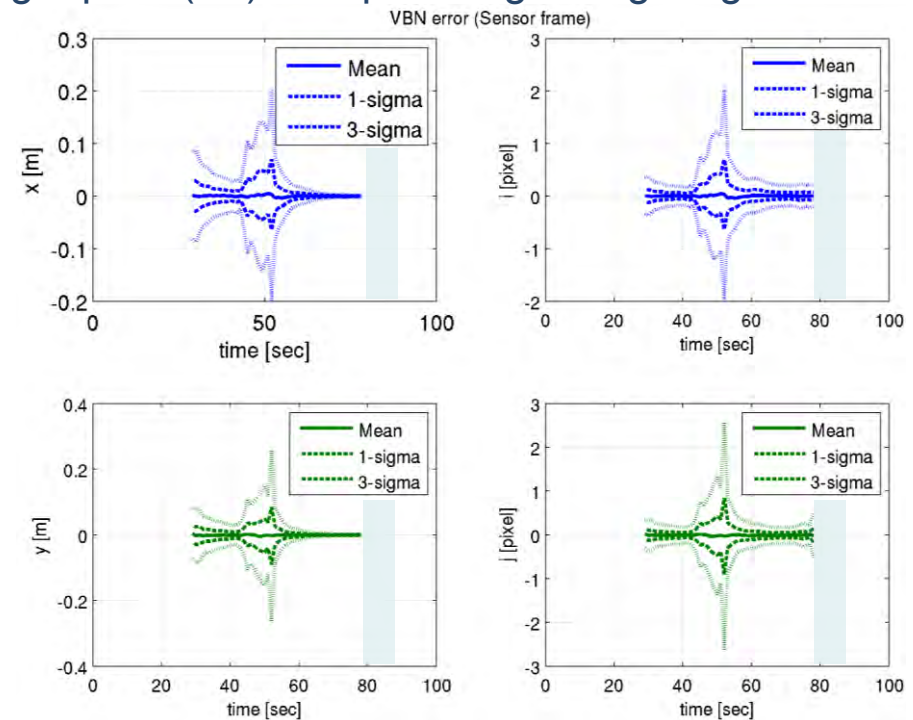 VBN error (Sensor frame)
0.3
0.2
0.1
0
-0.1
-0.2
x [m]
Mean
1-sigma
3-sigma
0
50
100
time [sec]
3
2
1
0
-1
-2
i [pixel]
Mean
1-sigma
3-sigma
0
20
40
60
80
100
time [sec]
0.4
0.2
0
-0.2
-0.4
y [m]
Mean
1-sigma
3-sigma
0
20
40
60
80
100
time [sec]
3
2
1
0
-1
-2
-3
j [pixel]
Mean
1-sigma
3-sigma
0
20
40
60
80
100
time [sec]